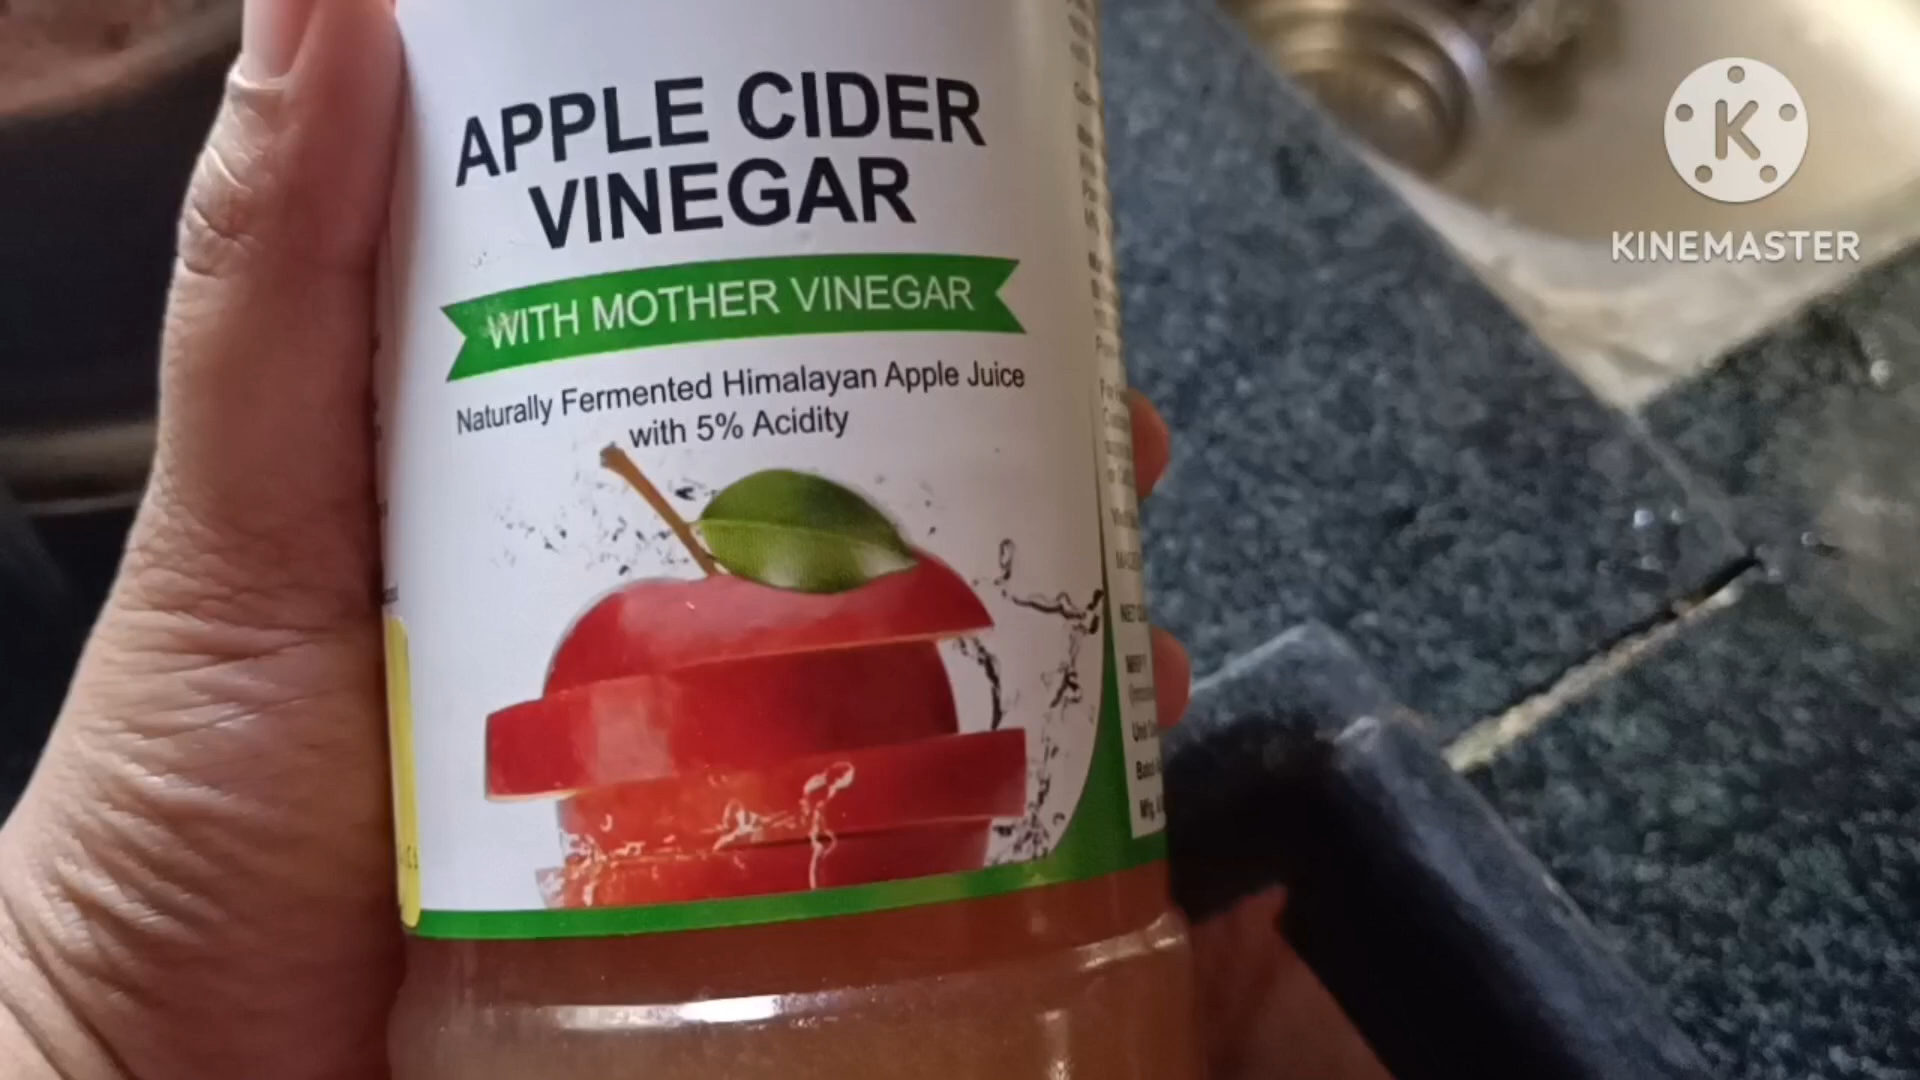 APPLE CIDER
VINEGAR
WITH MOTHER VINEGAR
Naturally Fermented Himalayan Apple Juice
with 5% Acidity
K
KINEMASTER